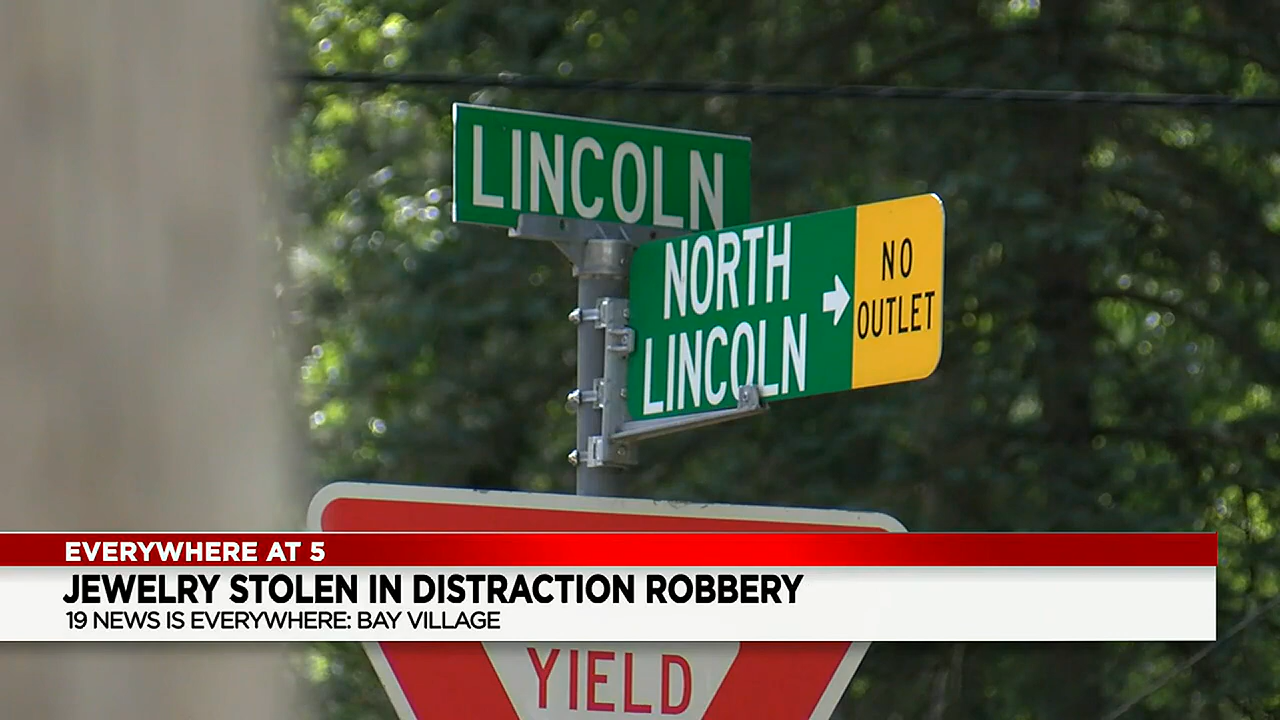 LINCOLN
NORTH
LINCOLN
NO
OUTLET
EVERYWHERE AT 5
JEWELRY STOLEN IN DISTRACTION ROBBERY
19 NEWS IS EVERYWHERE: BAY VILLAGE
YIELD